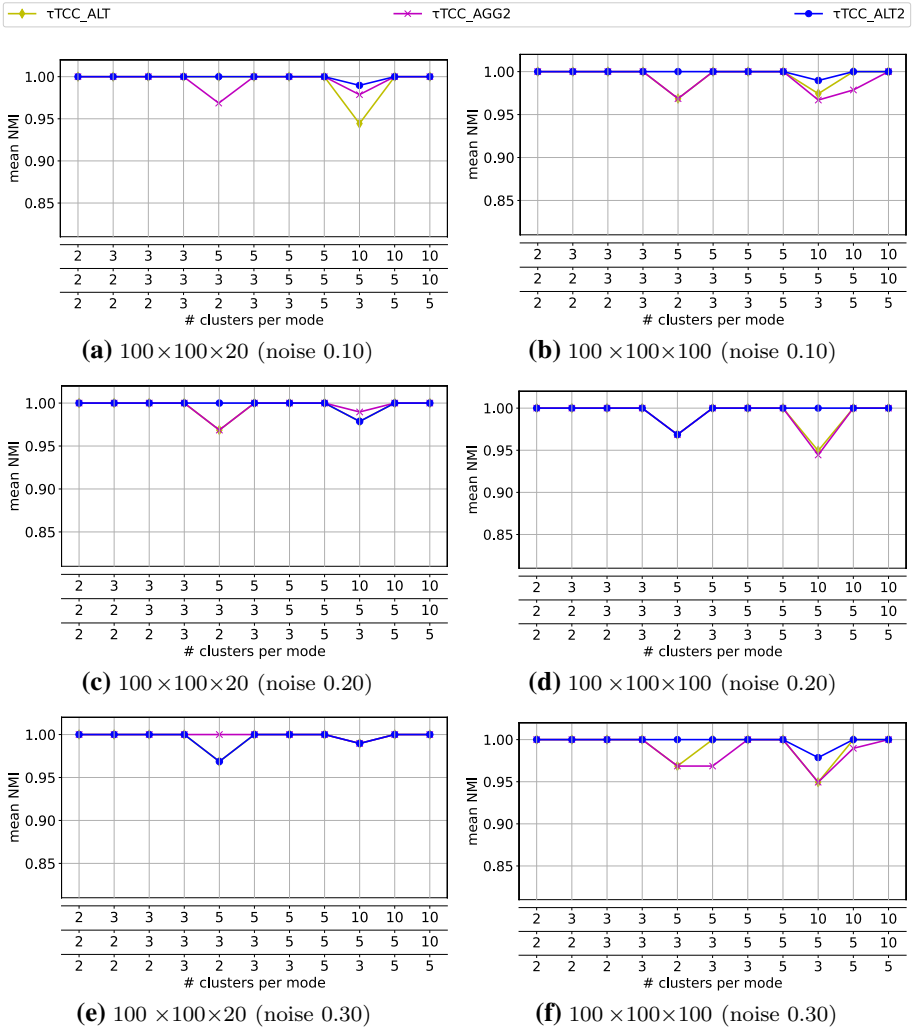 τTCC_ALT τTCC_AGG2 τTCC_ALT2
1.00
0.95
0.90
0.85
mean NMI
2 3 3 3 5 5 5 5 10 10 10
2 2 3 3 3 3 5 5 5 5 10
2 2 2 3 2 3 3 5 3 5 5
# clusters per mode
(a) 100×100×20 (noise 0.10)
1.00
0.95
0.90
0.85
mean NMI
2 3 3 3 5 5 5 5 10 10 10
2 2 3 3 3 3 5 5 5 5 10
2 2 2 3 2 3 3 5 3 5 5
# clusters per mode
(b) 100×100×100 (noise 0.10)
1.00
0.95
0.90
0.85
mean NMI
2 3 3 3 5 5 5 5 10 10 10
2 2 3 3 3 3 5 5 5 5 10
2 2 2 3 2 3 3 5 3 5 5
# clusters per mode
(c) 100×100×20 (noise 0.20)
1.00
0.95
0.90
0.85
mean NMI
2 3 3 3 5 5 5 5 10 10 10
2 2 3 3 3 3 5 5 5 5 10
2 2 2 3 2 3 3 5 3 5 5
# clusters per mode
(d) 100×100×100 (noise 0.20)
1.00
0.95
0.90
0.85
mean NMI
2 3 3 3 5 5 5 5 10 10 10
2 2 3 3 3 3 5 5 5 5 10
2 2 2 3 2 3 3 5 3 5 5
# clusters per mode
(e) 100×100×20 (noise 0.30)
1.00
0.95
0.90
0.85
mean NMI
2 3 3 3 5 5 5 5 10 10 10
2 2 3 3 3 3 5 5 5 5 10
2 2 2 3 2 3 3 5 3 5 5
# clusters per mode
(f) 100×100×100 (noise 0.30)